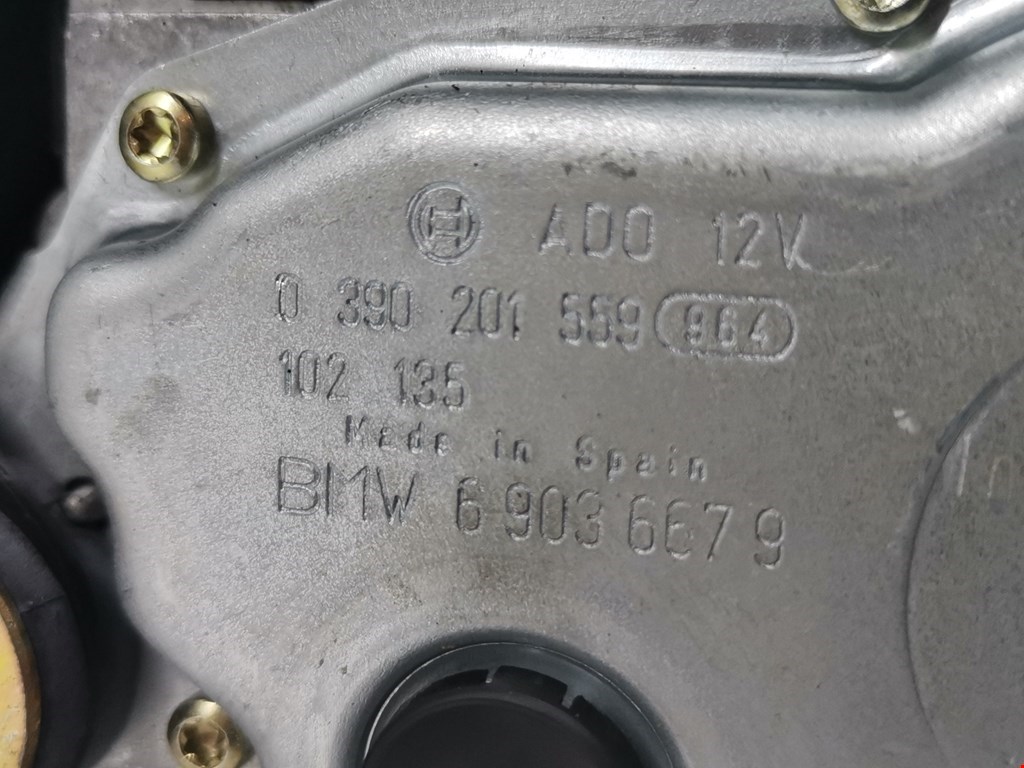 ADO 12V
0 390 201 559 964
102 135
Made in Spain
BMW 6 903 667 9